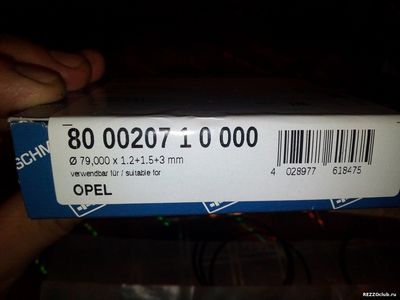 SCHM
80 00207 1 0 000
Ø 79,000 x 1.2+1.5+3 mm
verwendbar für / suitable for
OPEL
4 028977 618475
REZZOclub.ru